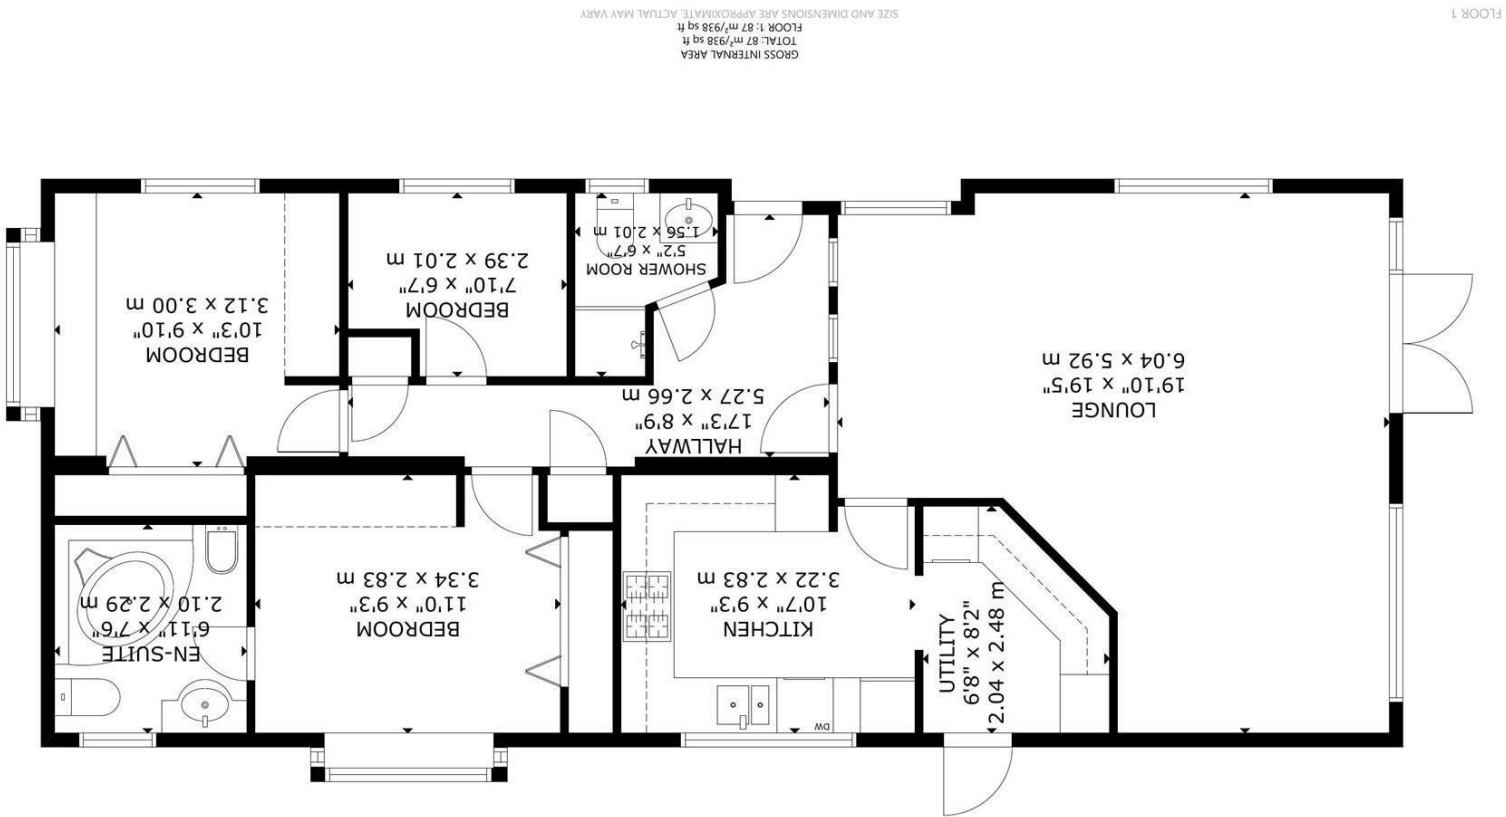 UTILITY
6'8" x 8'2"
2.04 x 2.48 m
DW
KITCHEN
10'7" x 9'3"
3.22 x 2.83 m
BEDROOM
11'0" x 9'3"
3.34 x 2.83 m
EN-SUITE
6'11" x 7'6"
2.10 x 2.29 m
LOUNGE
19'10" x 19'5"
6.04 x 5.92 m
HALLWAY
17'3" x 8'9"
5.27 x 2.66 m
SHOWER ROOM
5'2" x 6'7"
1.56 x 2.01 m
BEDROOM
7'10" x 6'7"
2.39 x 2.01 m
BEDROOM
10'3" x 9'10"
3.12 x 3.00 m
GROSS INTERNAL AREA
TOTAL: 87 m²/938 sq ft
FLOOR 1: 87 m²/938 sq ft
SIZE AND DIMENSIONS ARE APPROXIMATE, ACTUAL MAY VARY
FLOOR 1